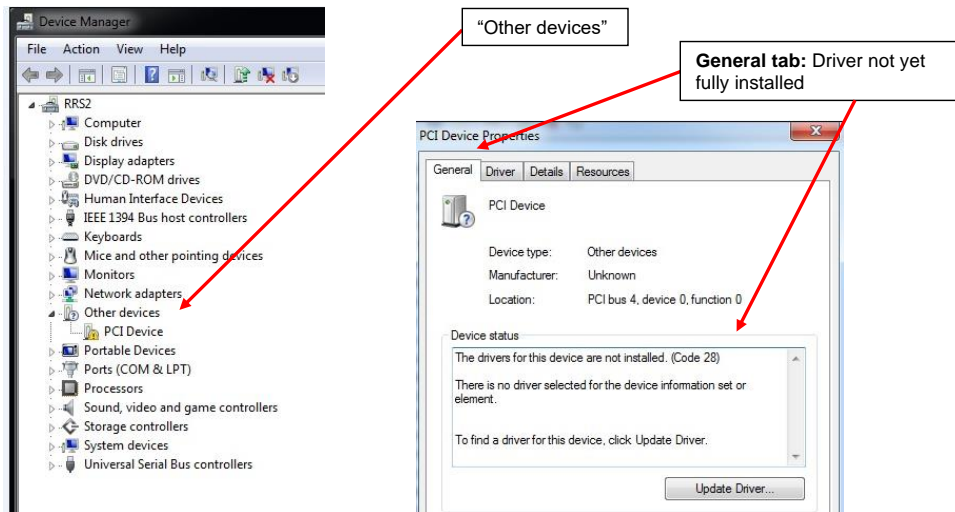 Device Manager
File Action View Help
RRS2
Computer
Disk drives
Display adapters
DVD/CD-ROM drives
Human Interface Devices
IEEE 1394 Bus host controllers
Keyboards
Mice and other pointing devices
Monitors
Network adapters
Other devices
PCI Device
Portable Devices
Ports (COM & LPT)
Processors
Sound, video and game controllers
Storage controllers
System devices
Universal Serial Bus controllers
“Other devices”
General tab: Driver not yet
fully installed
PCI Device Properties
General Driver Details Resources
PCI Device
Device type: Other devices
Manufacturer: Unknown
Location: PCI bus 4, device 0, function 0
Device status
The drivers for this device are not installed. (Code 28)
There is no driver selected for the device information set or
element.
To find a driver for this device, click Update Driver.
Update Driver...